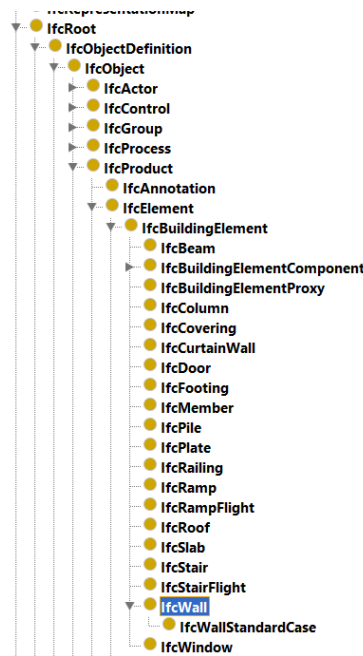 IfcRepresentationMap
IfcRoot
IfcObjectDefinition
IfcObject
IfcActor
IfcControl
IfcGroup
IfcProcess
IfcProduct
IfcAnnotation
IfcElement
IfcBuildingElement
IfcBeam
IfcBuildingElementComponent
IfcBuildingElementProxy
IfcColumn
IfcCovering
IfcCurtainWall
IfcDoor
IfcFooting
IfcMember
IfcPile
IfcPlate
IfcRailing
IfcRamp
IfcRampFlight
IfcRoof
IfcSlab
IfcStair
IfcStairFlight
IfcWall
IfcWallStandardCase
IfcWindow